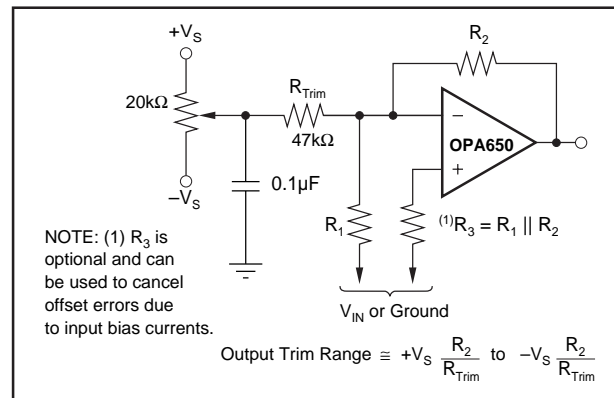 +VS
R2
RTrim
20kΩ
47kΩ
−
OPA650
+
0.1µF
−VS
R1
(1)R3 = R1 || R2
NOTE: (1) R3 is
optional and can
be used to cancel
offset errors due
to input bias currents.
VIN or Ground
Output Trim Range ≅ +VS R2/RTrim to −VS R2/RTrim